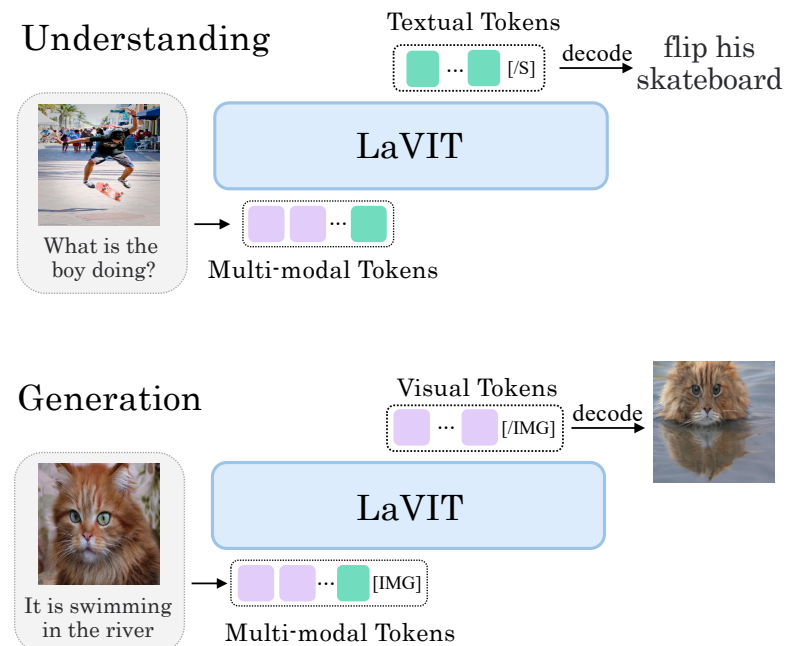 Understanding
Textual Tokens
... [/S]
decode
flip his
skateboard
LaVIT
What is the
boy doing?
...
Multi-modal Tokens
Generation
Visual Tokens
... [/IMG]
decode
LaVIT
It is swimming
in the river
... [IMG]
Multi-modal Tokens